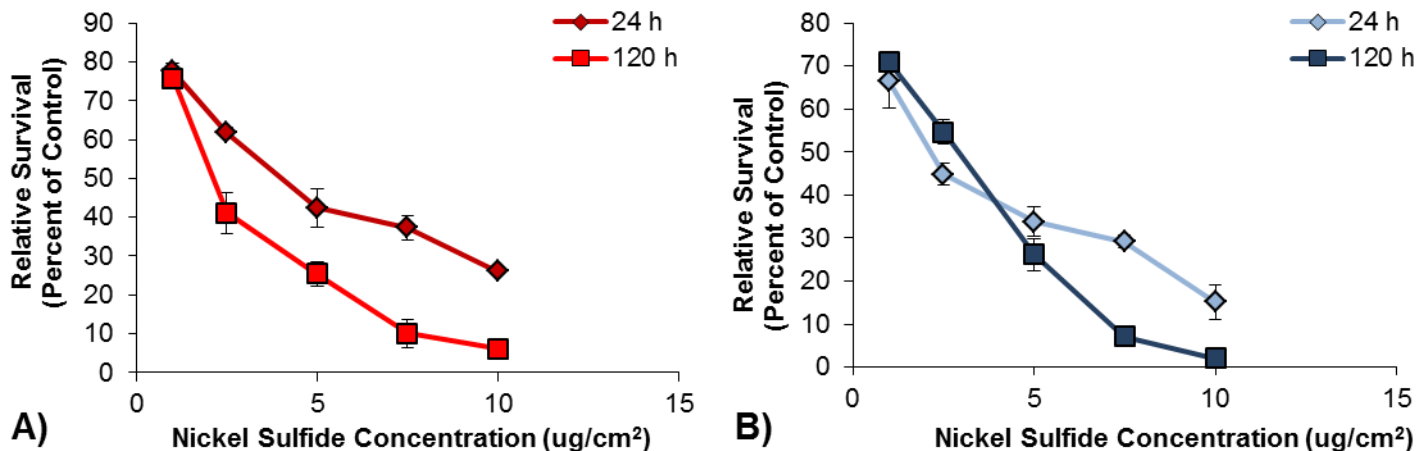 90
80
70
60
50
40
30
20
10
0
0 5 10 15
Relative Survival
(Percent of Control)
Nickel Sulfide Concentration (ug/cm²)
24 h
120 h
A)
80
70
60
50
40
30
20
10
0
0 5 10 15
Relative Survival
(Percent of Control)
Nickel Sulfide Concentration (ug/cm²)
24 h
120 h
B)